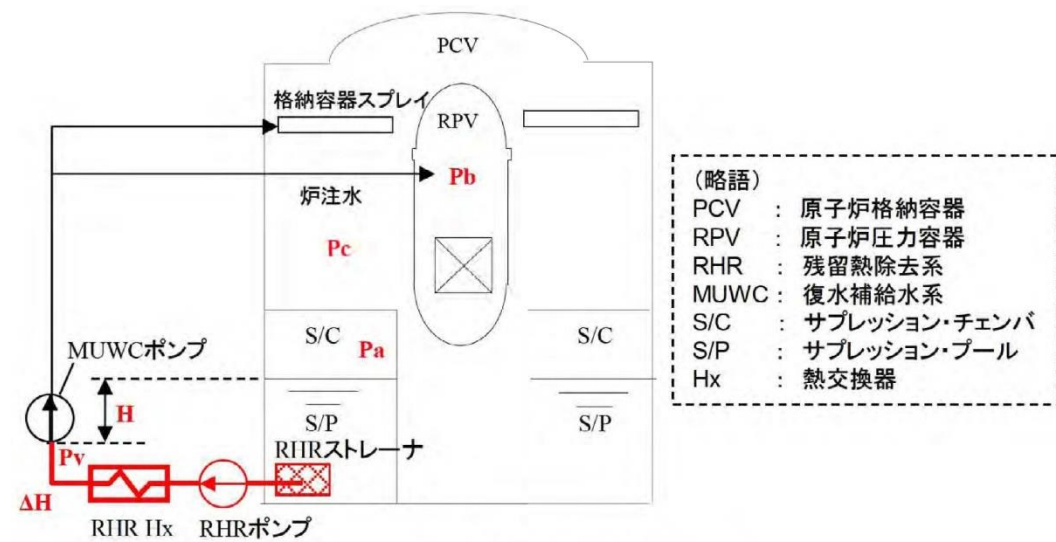 PCV
格納容器スプレイ
RPV
Pb
炉注水
Pc
S/C
Pa
S/C
MUWCポンプ
H
S/P
S/P
RHRストレーナ
Pv
ΔH
RHR Hx
RHRポンプ
(略語)
PCV : 原子炉格納容器
RPV : 原子炉圧力容器
RHR : 残留熱除去系
MUWC : 復水補給水系
S/C : サプレッション・チェンバ
S/P : サプレッション・プール
Hx : 熱交換器